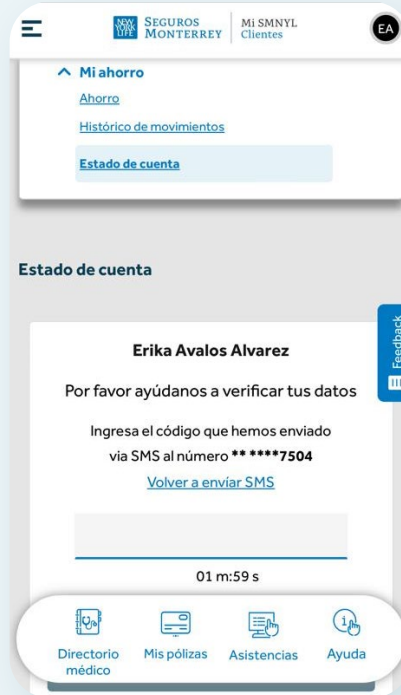 NEW YORK LIFE
SEGUROS MONTERREY
Mi SMNYL
Clientes
EA
Mi ahorro
Ahorro
Histórico de movimientos
Estado de cuenta
Estado de cuenta
Feedback
Erika Avalos Alvarez
Por favor ayúdanos a verificar tus datos
Ingresa el código que hemos enviado
via SMS al número ** ****7504
Volver a envíar SMS
01 m:59 s
Directorio médico
Mis pólizas
Asistencias
Ayuda